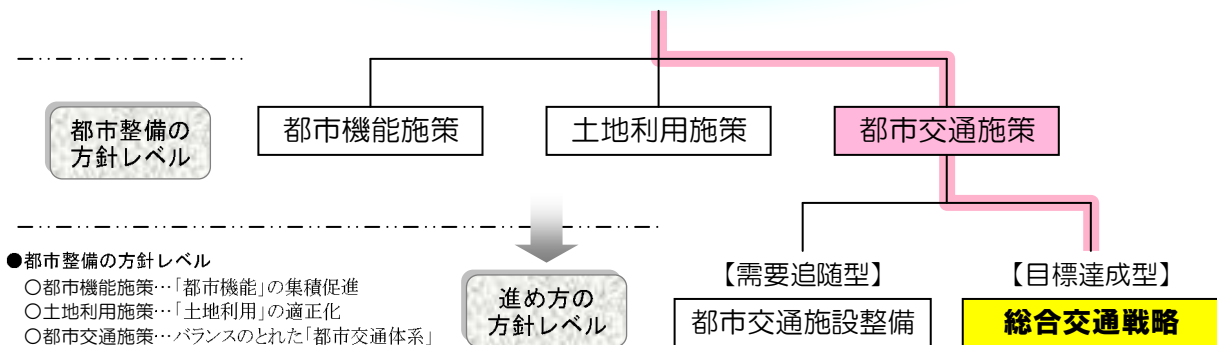 都市整備の
方針レベル
都市機能施策
土地利用施策
都市交通施策
●都市整備の方針レベル
○都市機能施策…「都市機能」の集積促進
○土地利用施策…「土地利用」の適正化
○都市交通施策…バランスのとれた「都市交通体系」
進め方の
方針レベル
【需要追随型】
都市交通施設整備
【目標達成型】
総合交通戦略